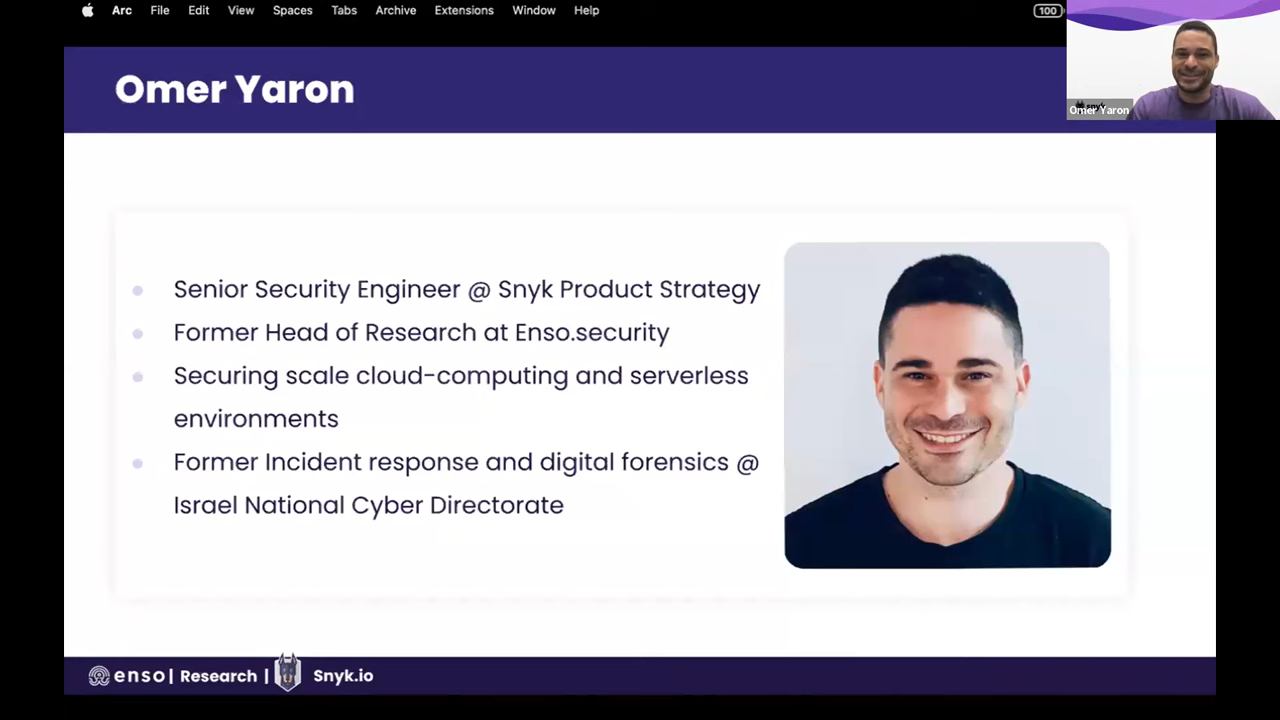 Arc File Edit View Spaces Tabs Archive Extensions Window Help 100
Omer Yaron
Omer Yaron
Senior Security Engineer @ Snyk Product Strategy
Former Head of Research at Enso.security
Securing scale cloud-computing and serverless
environments
Former Incident response and digital forensics @
Israel National Cyber Directorate
enso | Research | Snyk.io